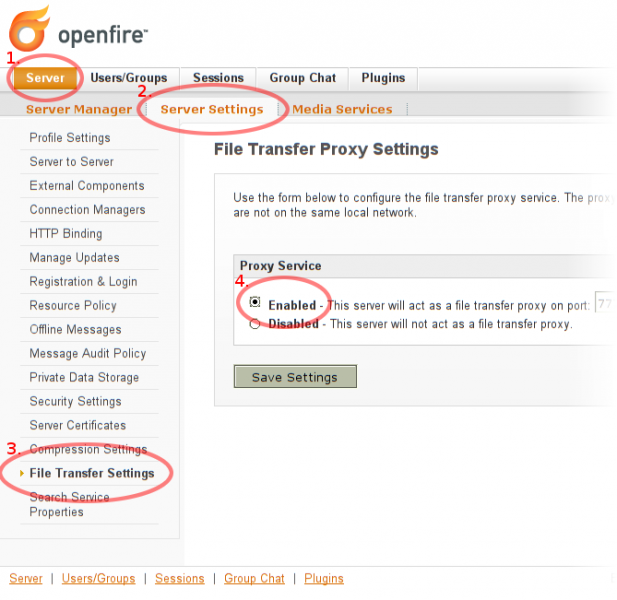 openfire
1.
Server Users/Groups Sessions Group Chat Plugins
2.
Server Manager Server Settings Media Services
Profile Settings
Server to Server
External Components
Connection Managers
HTTP Binding
Manage Updates
Registration & Login
Resource Policy
Offline Messages
Message Audit Policy
Private Data Storage
Security Settings
Server Certificates
3.
Compression Settings
File Transfer Settings
Search Service
Properties
File Transfer Proxy Settings
Use the form below to configure the file transfer proxy service. The proxy
are not on the same local network.
Proxy Service
4.
Enabled - This server will act as a file transfer proxy on port: 77
Disabled - This server will not act as a file transfer proxy.
Save Settings
Server | Users/Groups | Sessions | Group Chat | Plugins